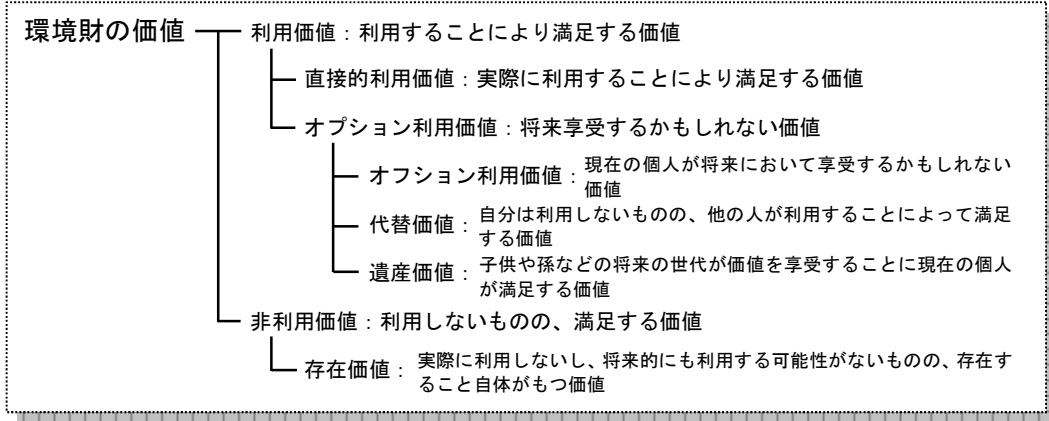 環境財の価値
利用価値：利用することにより満足する価値
直接的利用価値：実際に利用することにより満足する価値
オプション利用価値：将来享受するかもしれない価値
オフション利用価値：現在の個人が将来において享受するかもしれない
価値
代替価値：自分は利用しないものの、他の人が利用することによって満足
する価値
遺産価値：子供や孫などの将来の世代が価値を享受することに現在の個人
が満足する価値
非利用価値：利用しないものの、満足する価値
存在価値：実際に利用しないし、将来的にも利用する可能性がないものの、存在す
ること自体がもつ価値